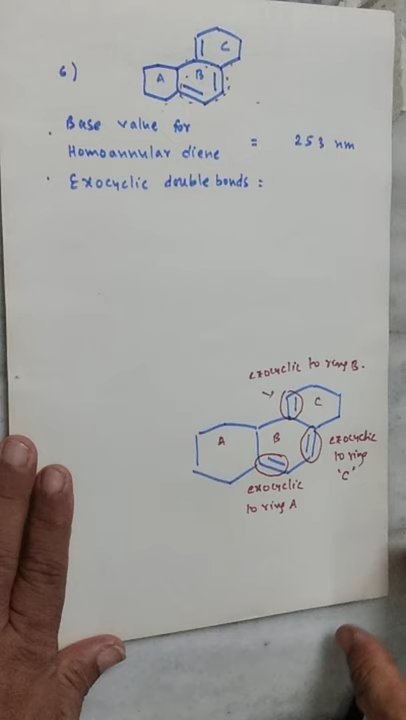 6)
C
A
B
. Base value for
Homoannular diene = 253 nm
. Exocyclic double bonds :
exocyclic to ring B.
A
B
C
exocyclic
to ring
"C"
exocyclic
to ring A